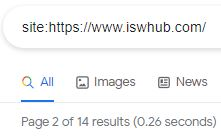 site:https://www.iswhub.com/
All Images News
Page 2 of 14 results (0.26 seconds)